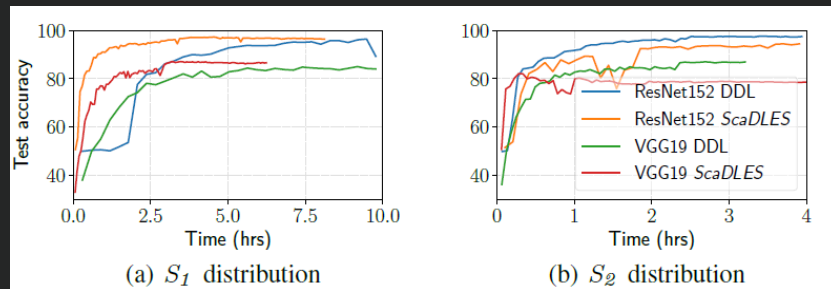 Test accuracy
100
80
60
40
0.0 2.5 5.0 7.5 10.0
Time (hrs)
(a) S1 distribution
100
80
60
40
ResNet152 DDL
ResNet152 ScaDLES
VGG19 DDL
VGG19 ScaDLES
0 1 2 3 4
Time (hrs)
(b) S2 distribution